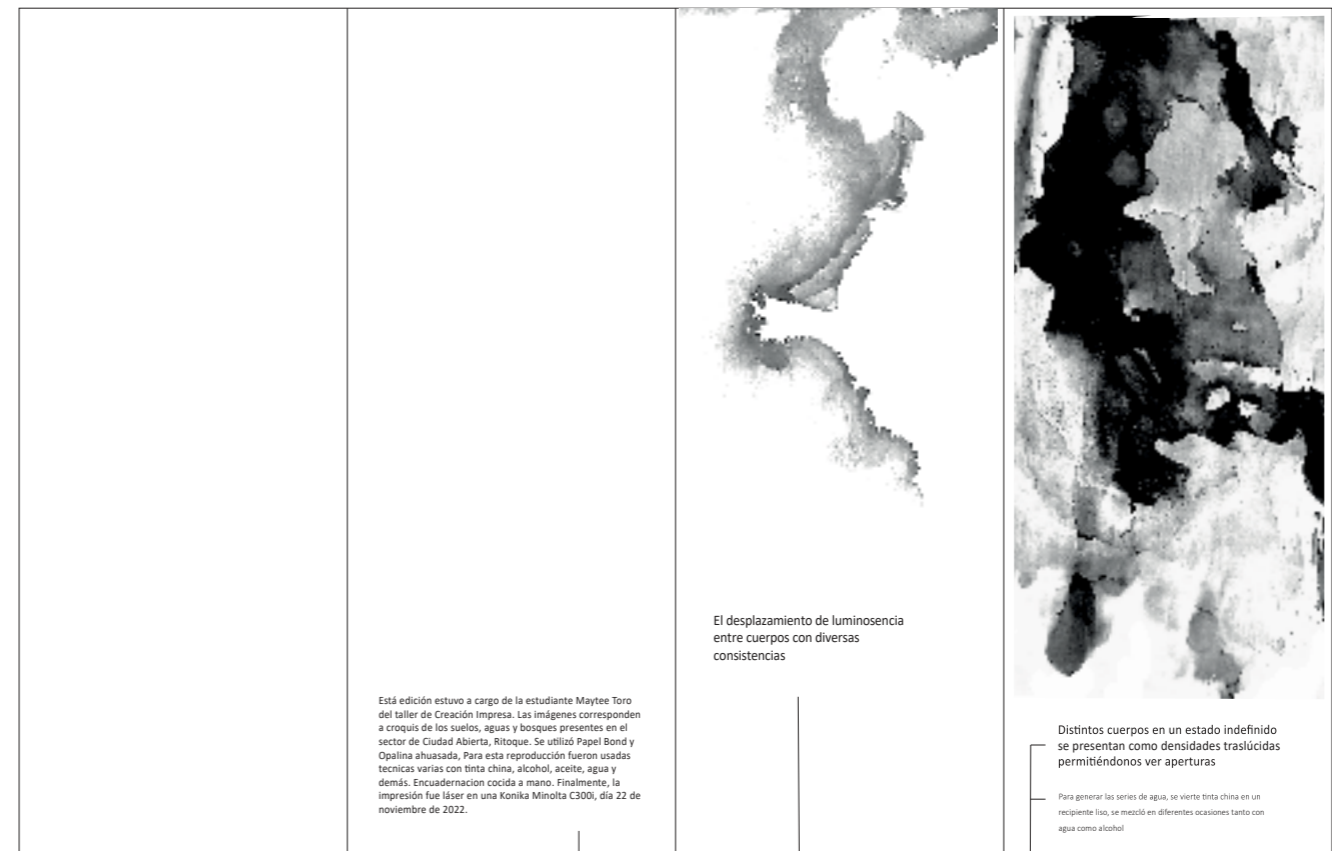 Está edición estuvo a cargo de la estudiante Maytee Toro
del taller de Creación Impresa. Las imágenes corresponden
a croquis de los suelos, aguas y bosques presentes en el
sector de Ciudad Abierta, Ritoque. Se utilizó Papel Bond y
Opalina ahuasada, Para esta reproducción fueron usadas
tecnicas varias con tinta china, alcohol, aceite, agua y
demás. Encuadernacion cocida a mano. Finalmente, la
impresión fue láser en una Konika Minolta C300i, día 22 de
noviembre de 2022.
El desplazamiento de luminosencia
entre cuerpos con diversas
consistencias
Distintos cuerpos en un estado indefinido
se presentan como densidades traslúcidas
permitiéndonos ver aperturas
Para generar las series de agua, se vierte tinta china en un
recipiente liso, se mezcló en diferentes ocasiones tanto con
agua como alcohol